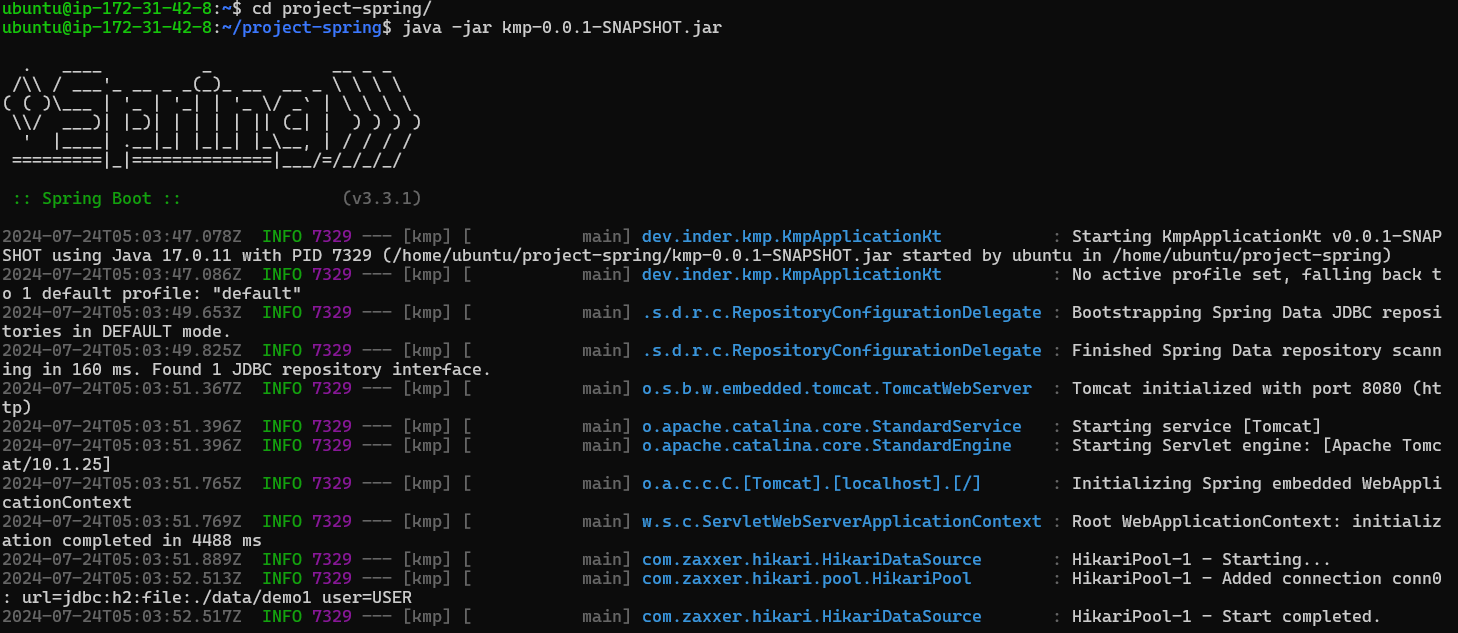 ubuntu@ip-172-31-42-8:~$ cd project-spring/
ubuntu@ip-172-31-42-8:~/project-spring$ java -jar kmp-0.0.1-SNAPSHOT.jar

  .   ____          _            __ _ _
 /\\ / ___'_ __ _ _(_)_ __  __ _ \ \ \ \
( ( )\___ | '_ | '_| | '_ \/ _` | \ \ \ \
 \\/  ___)| |_)| | | | | || (_| |  ) ) ) )
  '  |____| .__|_| |_|_| |_\__, | / / / /
 =========|_|==============|___/=/_/_/_/

 :: Spring Boot ::                (v3.3.1)

2024-07-24T05:03:47.078Z  INFO 7329 --- [kmp] [           main] dev.inder.kmp.KmpApplicationKt           : Starting KmpApplicationKt v0.0.1-SNAP
SHOT using Java 17.0.11 with PID 7329 (/home/ubuntu/project-spring/kmp-0.0.1-SNAPSHOT.jar started by ubuntu in /home/ubuntu/project-spring)
2024-07-24T05:03:47.086Z  INFO 7329 --- [kmp] [           main] dev.inder.kmp.KmpApplicationKt           : No active profile set, falling back t
o 1 default profile: "default"
2024-07-24T05:03:49.653Z  INFO 7329 --- [kmp] [           main] .s.d.r.c.RepositoryConfigurationDelegate : Bootstrapping Spring Data JDBC reposi
tories in DEFAULT mode.
2024-07-24T05:03:49.825Z  INFO 7329 --- [kmp] [           main] .s.d.r.c.RepositoryConfigurationDelegate : Finished Spring Data repository scann
ing in 160 ms. Found 1 JDBC repository interface.
2024-07-24T05:03:51.367Z  INFO 7329 --- [kmp] [           main] o.s.b.w.embedded.tomcat.TomcatWebServer  : Tomcat initialized with port 8080 (ht
tp)
2024-07-24T05:03:51.396Z  INFO 7329 --- [kmp] [           main] o.apache.catalina.core.StandardService   : Starting service [Tomcat]
2024-07-24T05:03:51.396Z  INFO 7329 --- [kmp] [           main] o.apache.catalina.core.StandardEngine    : Starting Servlet engine: [Apache Tomc
at/10.1.25]
2024-07-24T05:03:51.765Z  INFO 7329 --- [kmp] [           main] o.a.c.c.C.[Tomcat].[localhost].[/]       : Initializing Spring embedded WebAppli
cationContext
2024-07-24T05:03:51.769Z  INFO 7329 --- [kmp] [           main] w.s.c.ServletWebServerApplicationContext : Root WebApplicationContext: initializ
ation completed in 4488 ms
2024-07-24T05:03:51.889Z  INFO 7329 --- [kmp] [           main] com.zaxxer.hikari.HikariDataSource       : HikariPool-1 - Starting...
2024-07-24T05:03:52.513Z  INFO 7329 --- [kmp] [           main] com.zaxxer.hikari.pool.HikariPool        : HikariPool-1 - Added connection conn0
: url=jdbc:h2:file:./data/demo1 user=USER
2024-07-24T05:03:52.517Z  INFO 7329 --- [kmp] [           main] com.zaxxer.hikari.HikariDataSource       : HikariPool-1 - Start completed.